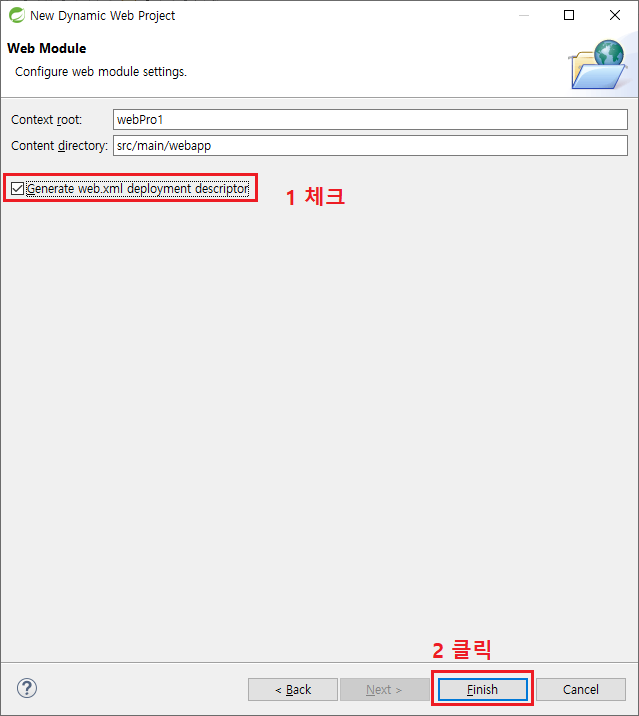 New Dynamic Web Project
Web Module
Configure web module settings.
Context root: webPro1
Content directory: src/main/webapp
Generate web.xml deployment descriptor
1 체크
2 클릭
< Back Next > Finish Cancel